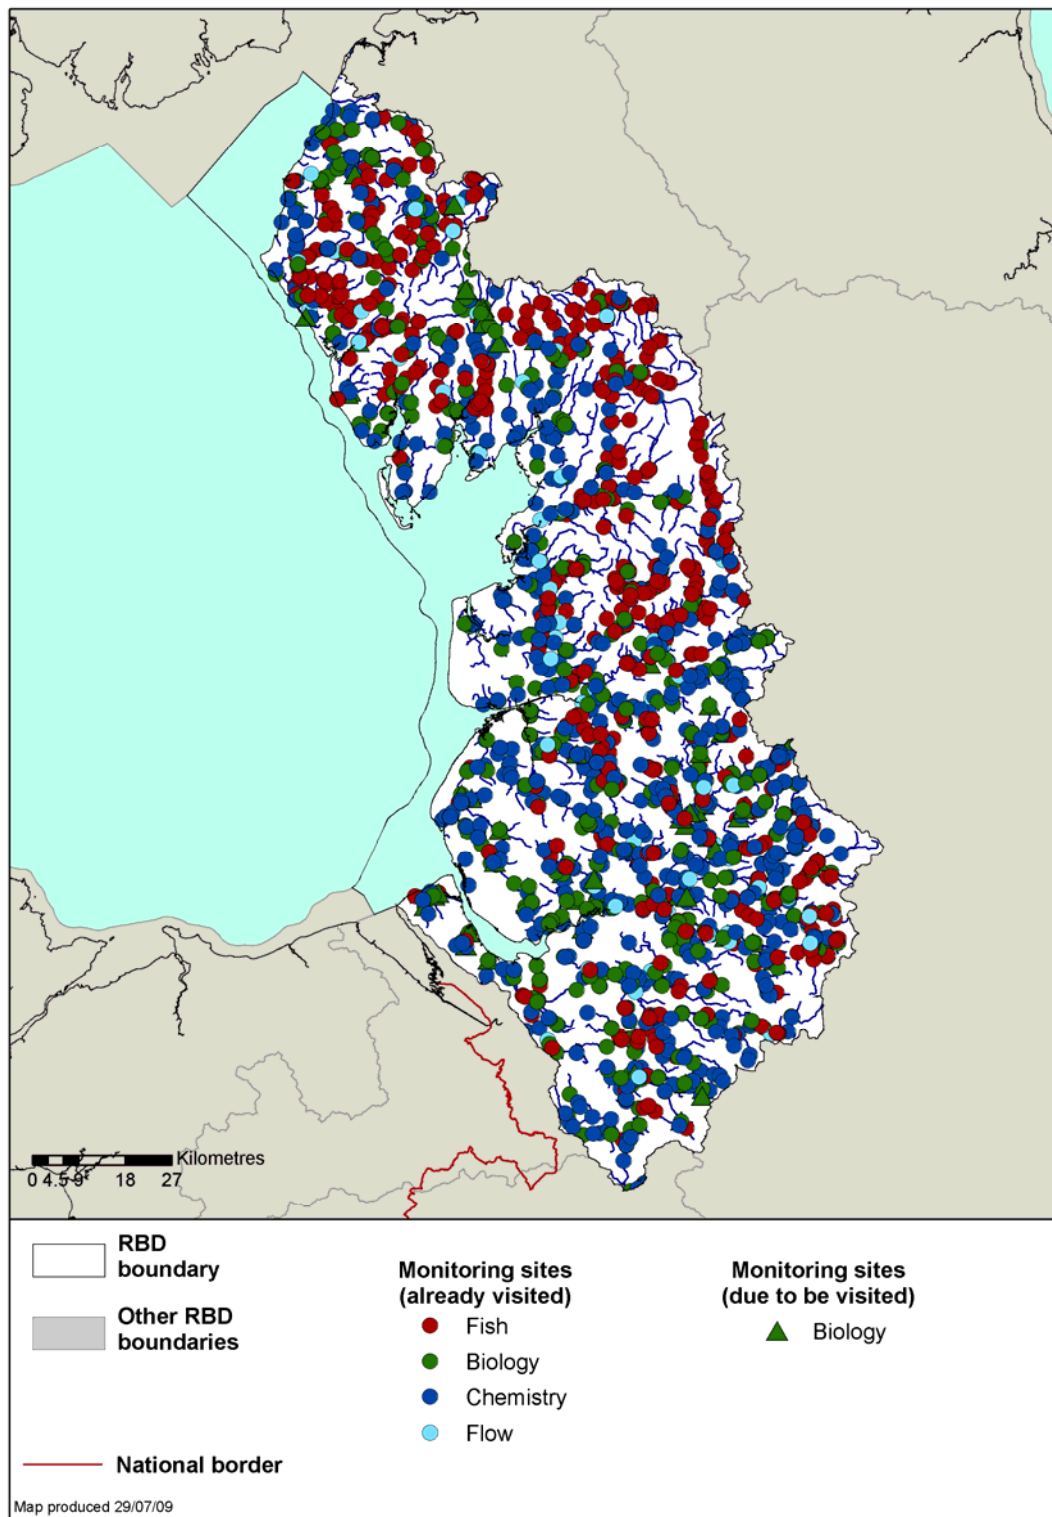 Kilometres
0 4.5 9 18 27
RBD
boundary
Other RBD
boundaries
National border
Monitoring sites
(already visited)
Fish
Biology
Chemistry
Flow
Monitoring sites
(due to be visited)
Biology
Map produced 29/07/09